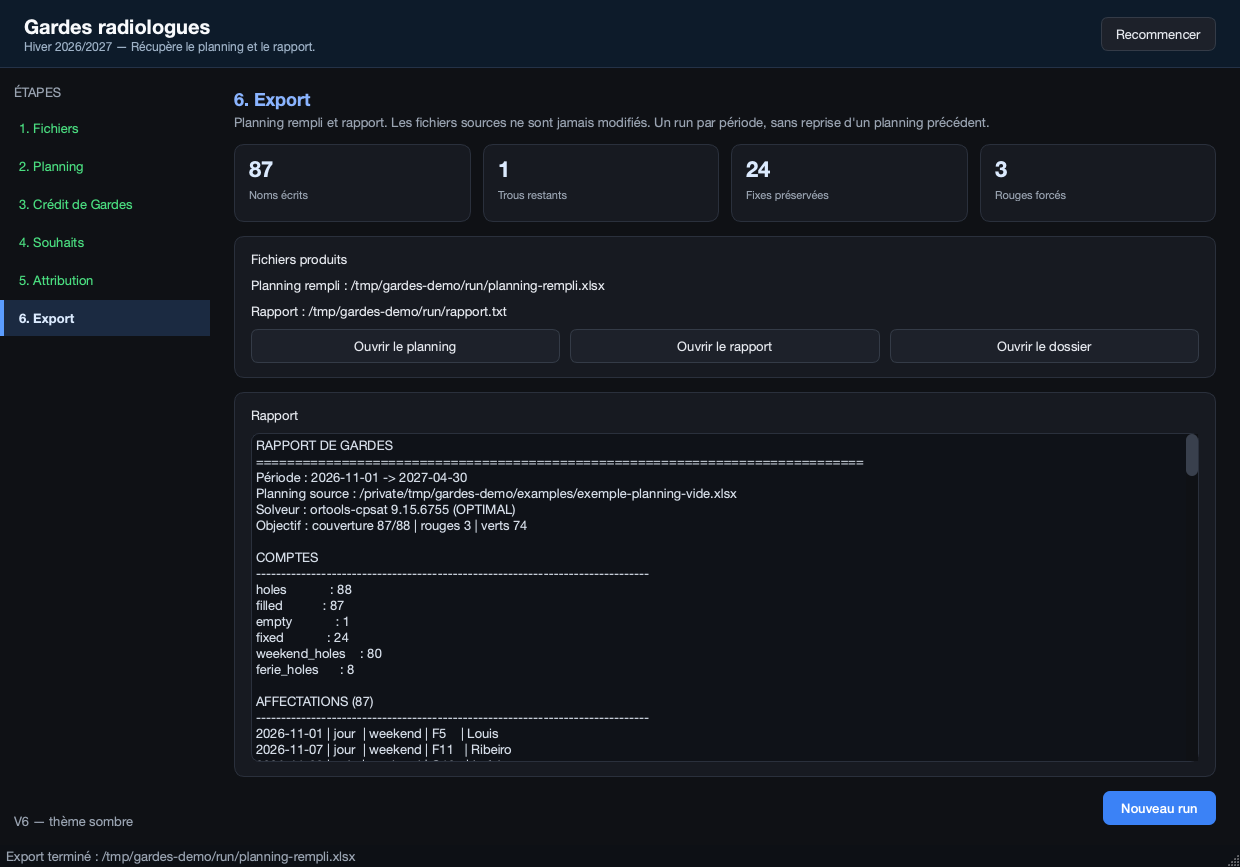 Gardes radiologues
Hiver 2026/2027 — Récupère le planning et le rapport.
Recommencer
ÉTAPES
1. Fichiers
2. Planning
3. Crédit de Gardes
4. Souhaits
5. Attribution
6. Export
6. Export
Planning rempli et rapport. Les fichiers sources ne sont jamais modifiés. Un run par période, sans reprise d'un planning précédent.
87
Noms écrits
1
Trous restants
24
Fixes préservées
3
Rouges forcés
Fichiers produits
Planning rempli : /tmp/gardes-demo/run/planning-rempli.xlsx
Rapport : /tmp/gardes-demo/run/rapport.txt
Ouvrir le planning
Ouvrir le rapport
Ouvrir le dossier
Rapport
RAPPORT DE GARDES
==============================================================================
Période : 2026-11-01 -> 2027-04-30
Planning source : /private/tmp/gardes-demo/examples/exemple-planning-vide.xlsx
Solveur : ortools-cpsat 9.15.6755 (OPTIMAL)
Objectif : couverture 87/88 | rouges 3 | verts 74
COMPTES
------------------------------------------------------------------------------
holes : 88
filled : 87
empty : 1
fixed : 24
weekend_holes : 80
ferie_holes : 8
AFFECTATIONS (87)
------------------------------------------------------------------------------
2026-11-01 | jour | weekend | F5 | Louis
2026-11-07 | jour | weekend | F11 | Ribeiro
Nouveau run
V6 — thème sombre
Export terminé : /tmp/gardes-demo/run/planning-rempli.xlsx